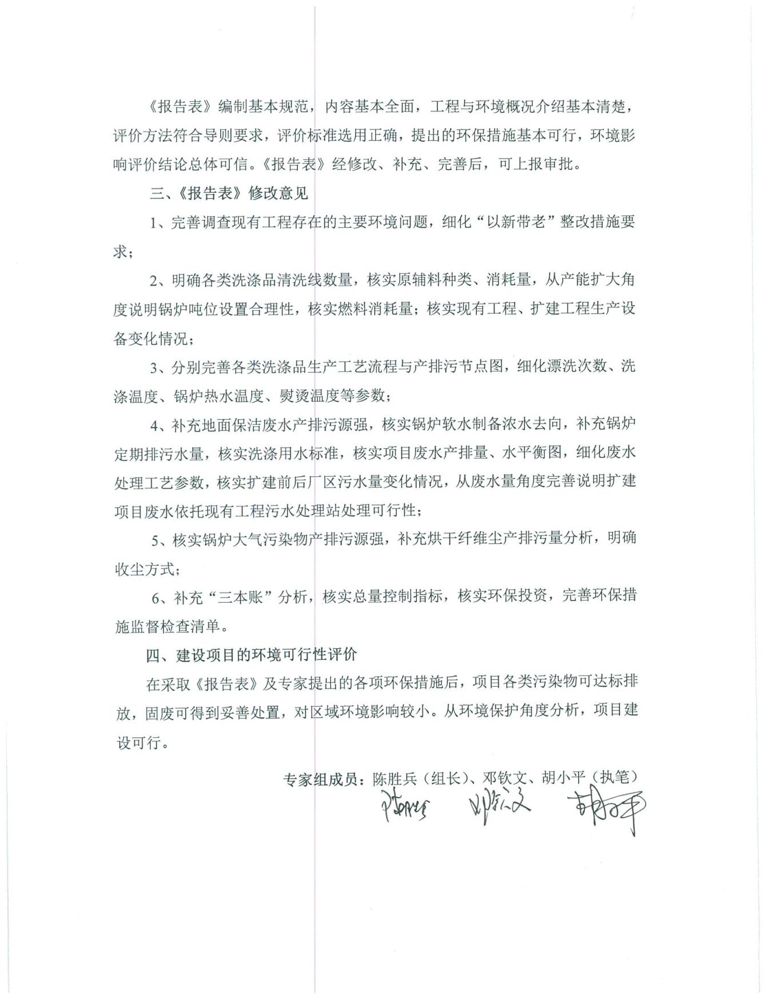 《报告表》编制基本规范，内容基本全面，工程与环境概况介绍基本清楚，
评价方法符合导则要求，评价标准选用正确，提出的环保措施基本可行，环境影
响评价结论总体可信。《报告表》经修改、补充、完善后，可上报审批。
三、《报告表》修改意见
1、完善调查现有工程存在的主要环境问题，细化“以新带老”整改措施要
求；
2、明确各类洗涤品清洗线数量，核实原辅料种类、消耗量，从产能扩大角
度说明锅炉吨位设置合理性，核实燃料消耗量；核实现有工程、扩建工程生产设
备变化情况；
3、分别完善各类洗涤品生产工艺流程与产排污节点图，细化漂洗次数、洗
涤温度、锅炉热水温度、熨烫温度等参数；
4、补充地面保洁废水产排污源强，核实锅炉软水制备浓水去向，补充锅炉
定期排污水量，核实洗涤用水标准，核实项目废水产排量、水平衡图，细化废水
处理工艺参数，核实扩建前后厂区污水量变化情况，从废水量角度完善说明扩建
项目废水依托现有工程污水处理站处理可行性；
5、核实锅炉大气污染物产排污源强，补充烘干纤维尘产排污量分析，明确
收尘方式；
6、补充“三本账”分析，核实总量控制指标，核实环保投资，完善环保措
施监督检查清单。
四、建设项目的环境可行性评价
在采取《报告表》及专家提出的各项环保措施后，项目各类污染物可达标排
放，固废可得到妥善处置，对区域环境影响较小。从环境保护角度分析，项目建
设可行。
专家组成员：陈胜兵（组长）、邓钦文、胡小平（执笔）
陈胜兵 邓钦文 胡小平